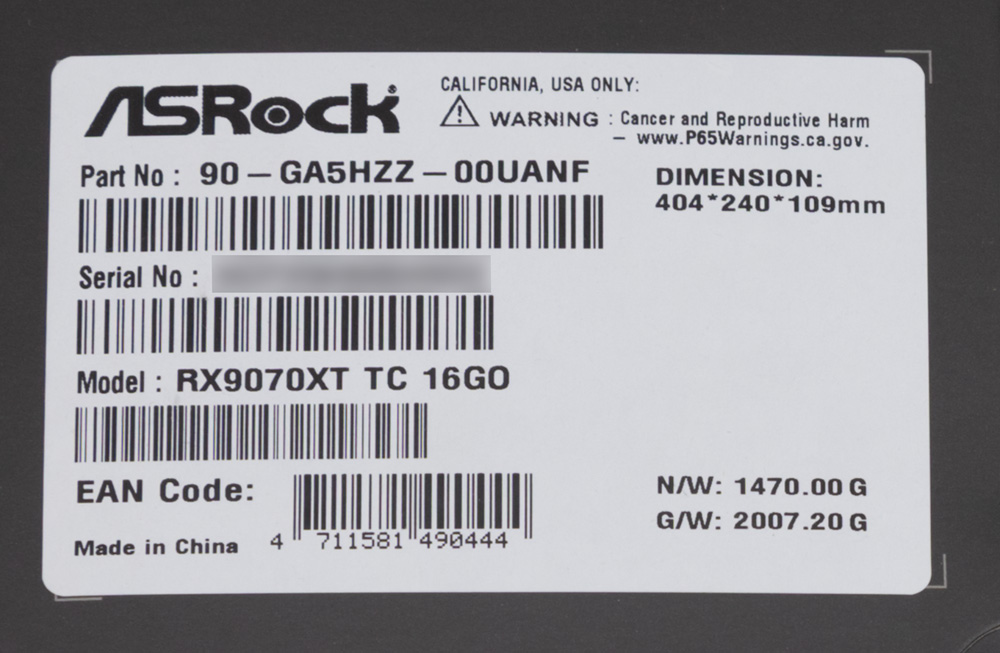 ASRock
CALIFORNIA, USA ONLY:
WARNING : Cancer and Reproductive Harm
– www.P65Warnings.ca.gov.
Part No : 90 – GA5HZZ – 00UANF
DIMENSION:
404*240*109mm
Serial No :
Model : RX9070XT TC 16GO
EAN Code:
4 711581 490444
N/W: 1470.00 G
G/W: 2007.20 G
Made in China